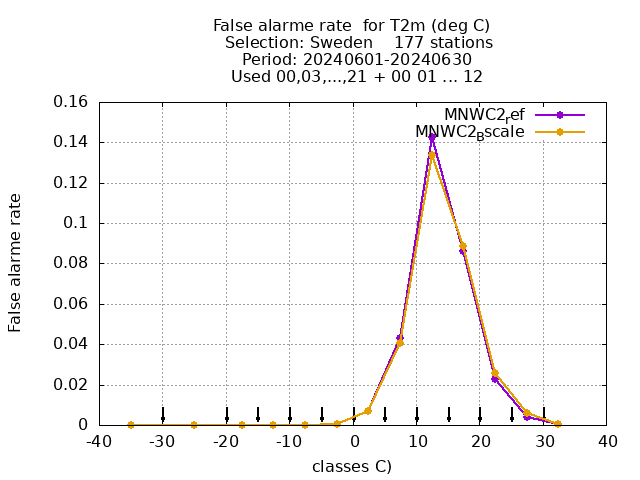 False alarme rate  for T2m (deg C)
Selection: Sweden    177 stations
Period: 20240601-20240630
Used 00,03,...,21 + 00 01 ... 12
MNWC2ref
MNWC2Bscale
0.16
0.14
0.12
0.1
0.08
0.06
0.04
0.02
0
False alarme rate
-40 -30 -20 -10 0 10 20 30 40
classes C)